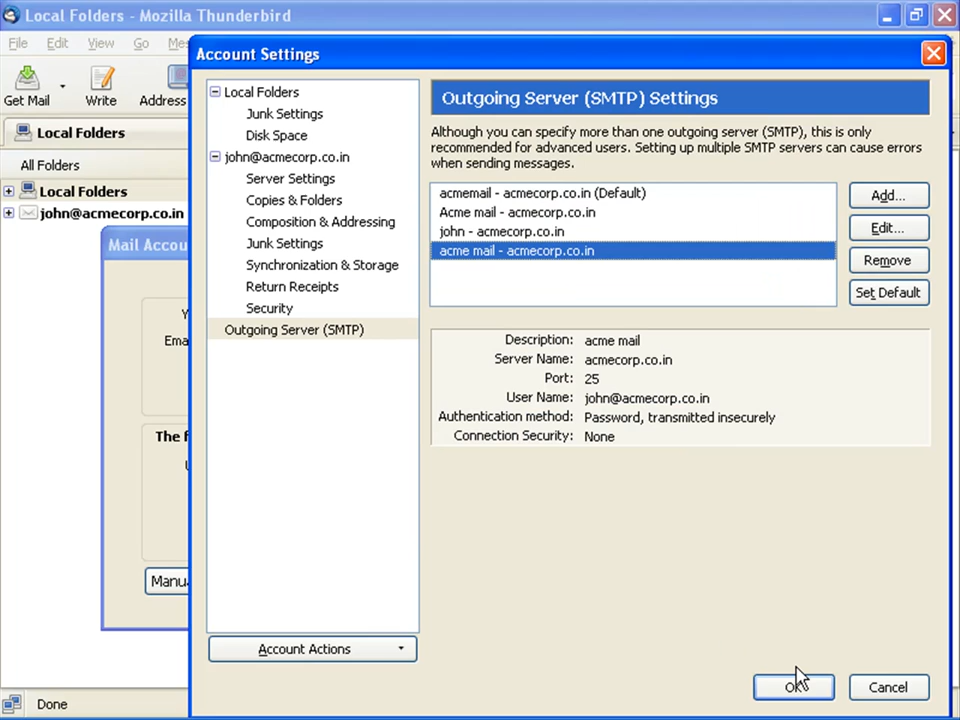 Local Folders - Mozilla Thunderbird
File Edit View Go Mes
Account Settings
Get Mail Write Address
Local Folders
All Folders
Local Folders
john@acmecorp.co.in
Mail Accou
Y
Ema
The f
U
Manu
Done
Local Folders
Junk Settings
Disk Space
john@acmecorp.co.in
Server Settings
Copies & Folders
Composition & Addressing
Junk Settings
Synchronization & Storage
Return Receipts
Security
Outgoing Server (SMTP)
Account Actions
Outgoing Server (SMTP) Settings
Although you can specify more than one outgoing server (SMTP), this is only
recommended for advanced users. Setting up multiple SMTP servers can cause errors
when sending messages.
acmemail - acmecorp.co.in (Default)
Acme mail - acmecorp.co.in
john - acmecorp.co.in
acme mail - acmecorp.co.in
Add...
Edit...
Remove
Set Default
Description: acme mail
Server Name: acmecorp.co.in
Port: 25
User Name: john@acmecorp.co.in
Authentication method: Password, transmitted insecurely
Connection Security: None
OK Cancel